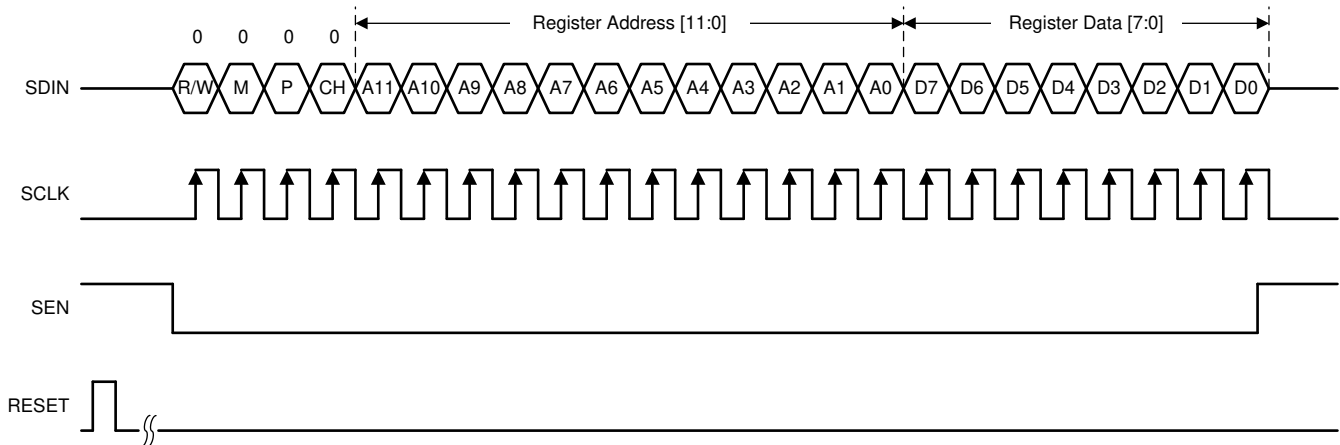 Register Address [11:0] Register Data [7:0]
0 0 0 0
SDIN R/W M P CH A11 A10 A9 A8 A7 A6 A5 A4 A3 A2 A1 A0 D7 D6 D5 D4 D3 D2 D1 D0
SCLK
SEN
RESET